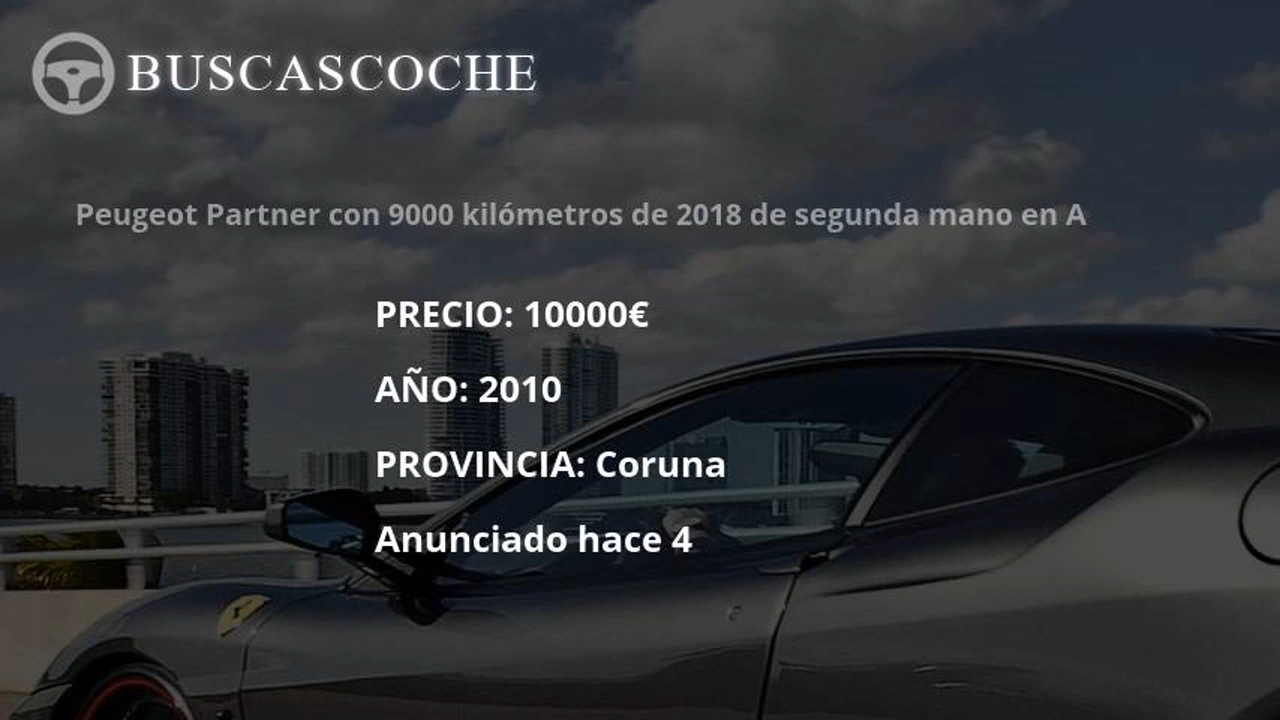 BUSCASCOCHE
Peugeot Partner con 9000 kilómetros de 2018 de segunda mano en A
PRECIO: 10000€
AÑO: 2010
PROVINCIA: Coruna
Anunciado hace 4